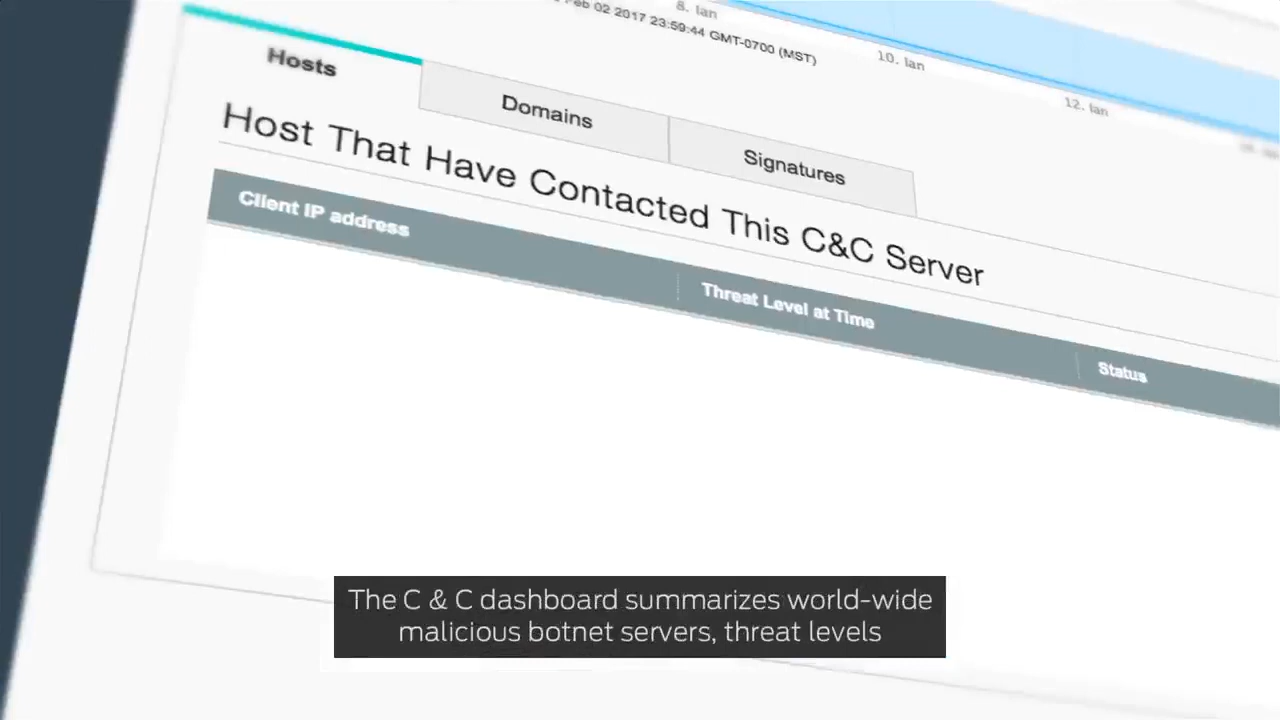 Feb 02 2017 23:59:44 GMT-0700 (MST)
8. Jan
10. Jan
12. Jan
Hosts
Domains
Signatures
Host That Have Contacted This C&C Server
Client IP address
Threat Level at Time
Status
The C & C dashboard summarizes world-wide
malicious botnet servers, threat levels